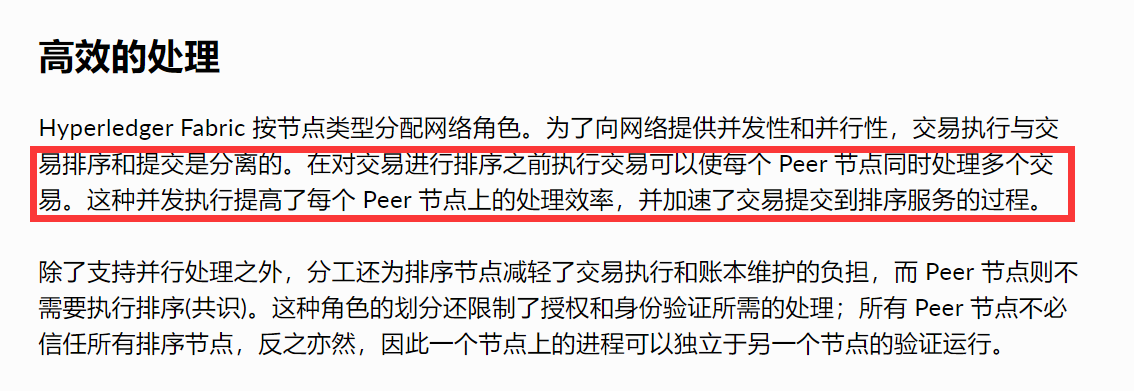 高效的处理
Hyperledger Fabric 按节点类型分配网络角色。为了向网络提供并发性和并行性，交易执行与交
易排序和提交是分离的。在对交易进行排序之前执行交易可以使每个 Peer 节点同时处理多个交
易。这种并发执行提高了每个 Peer 节点上的处理效率，并加速了交易提交到排序服务的过程。
除了支持并行处理之外，分工还为排序节点减轻了交易执行和账本维护的负担，而 Peer 节点则不
需要执行排序(共识)。这种角色的划分还限制了授权和身份验证所需的处理；所有 Peer 节点不必
信任所有排序节点，反之亦然，因此一个节点上的进程可以独立于另一个节点的验证运行。